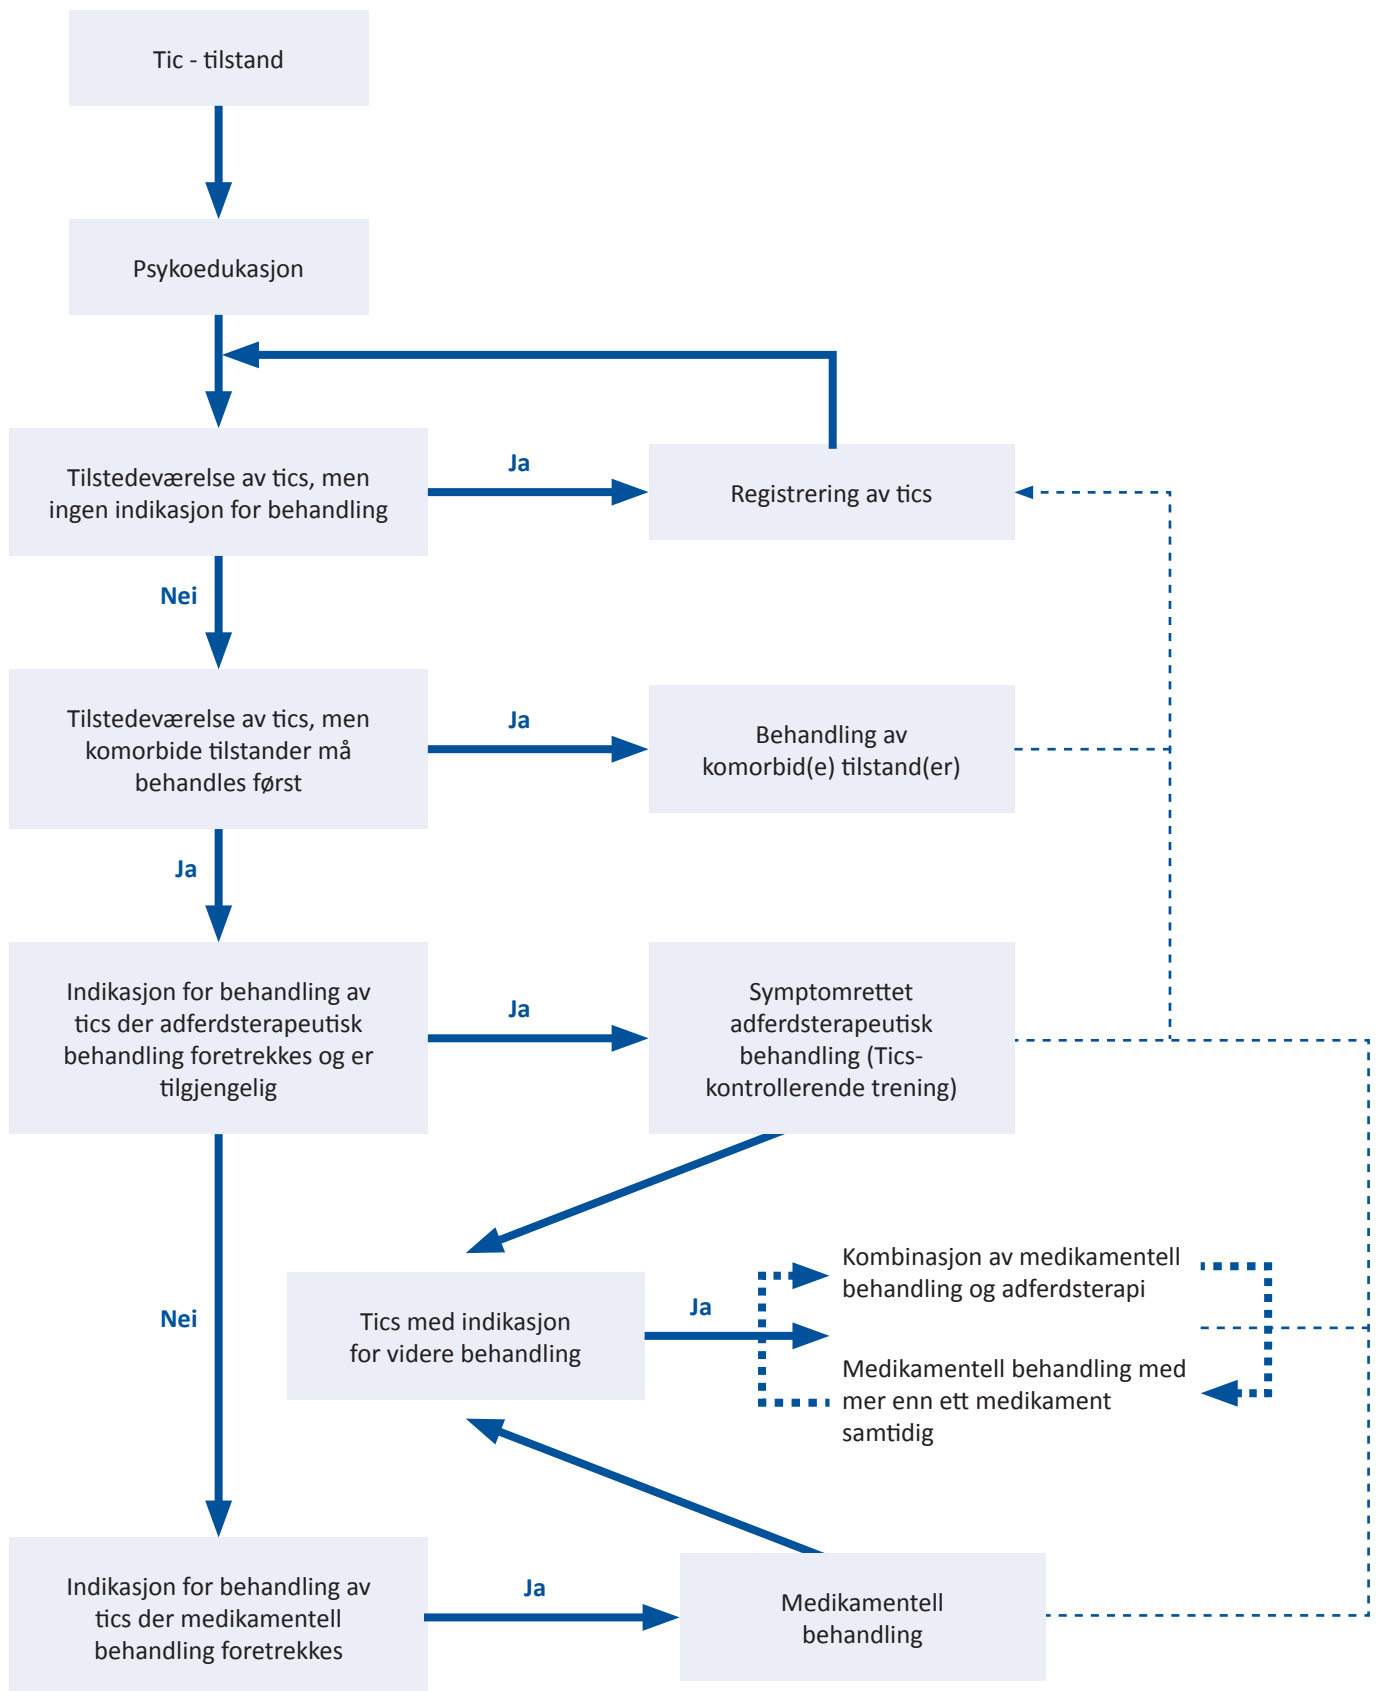 Tic - tilstand
Psykoedukasjon
Tilstedeværelse av tics, men
ingen indikasjon for behandling
Ja
Registrering av tics
Nei
Tilstedeværelse av tics, men
komorbide tilstander må
behandles først
Ja
Behandling av
komorbid(e) tilstand(er)
Ja
Indikasjon for behandling av
tics der adferdsterapeutisk
behandling foretrekkes og er
tilgjengelig
Ja
Symptomrettet
adferdsterapeutisk
behandling (Tics-
kontrollerende trening)
Nei
Tics med indikasjon
for videre behandling
Ja
Kombinasjon av medikamentell
behandling og adferdsterapi
Medikamentell behandling med
mer enn ett medikament
samtidig
Indikasjon for behandling av
tics der medikamentell
behandling foretrekkes
Ja
Medikamentell
behandling